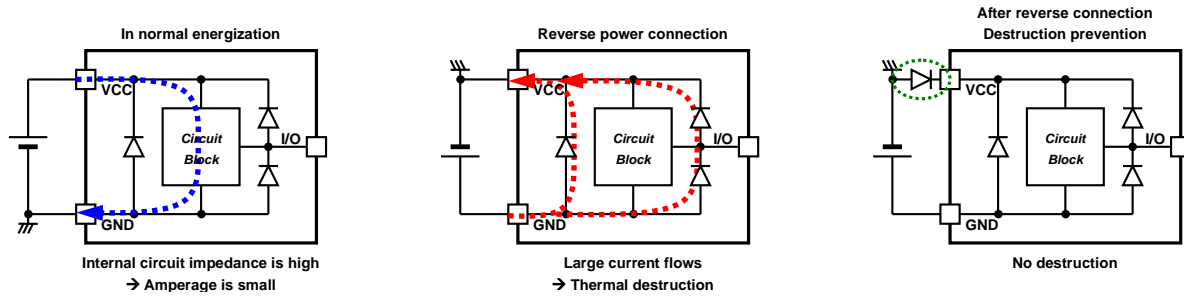 In normal energization
VCC
Circuit
Block
I/O
GND
Internal circuit impedance is high
→ Amperage is small
Reverse power connection
VCC
Circuit
Block
I/O
GND
Large current flows
→ Thermal destruction
After reverse connection
Destruction prevention
VCC
Circuit
Block
I/O
GND
No destruction